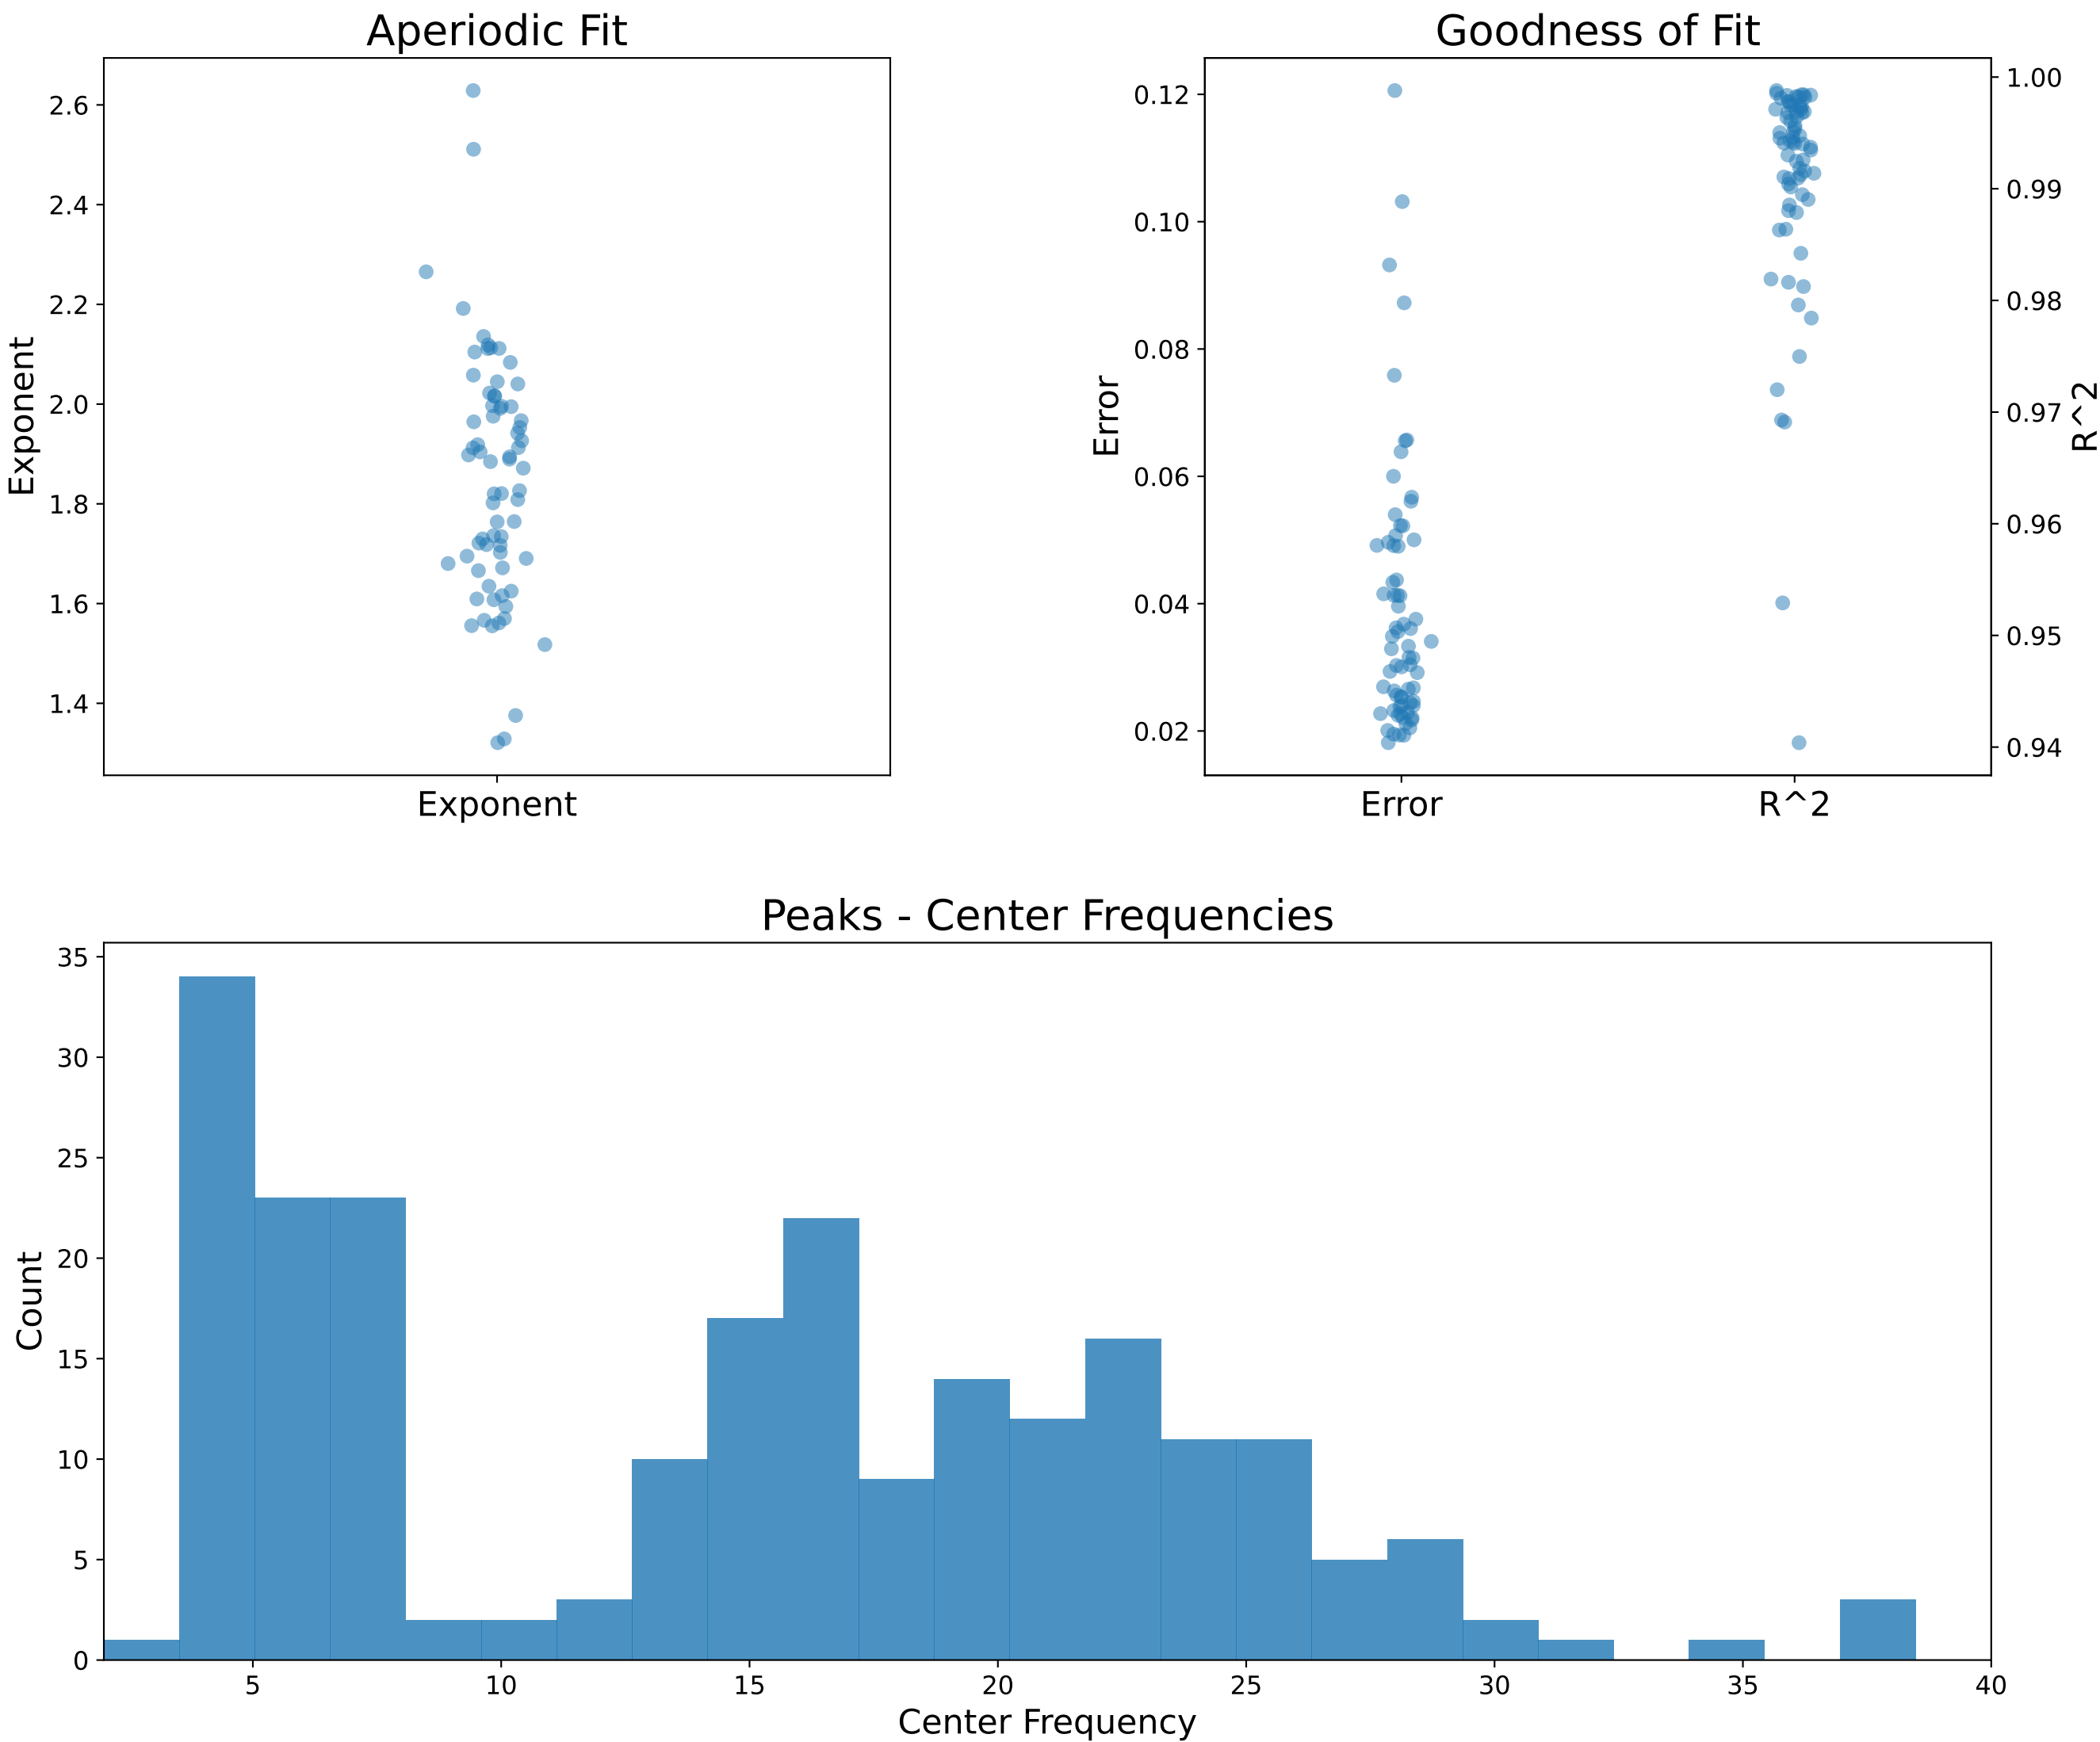 Aperiodic Fit
Exponent
2.6
2.4
2.2
2.0
1.8
1.6
1.4
Exponent
Goodness of Fit
Error
0.12
0.10
0.08
0.06
0.04
0.02
1.00
0.99
0.98
0.97
0.96
0.95
0.94
R^2
Error
R^2
Peaks - Center Frequencies
Count
35
30
25
20
15
10
5
0
5 10 15 20 25 30 35 40
Center Frequency